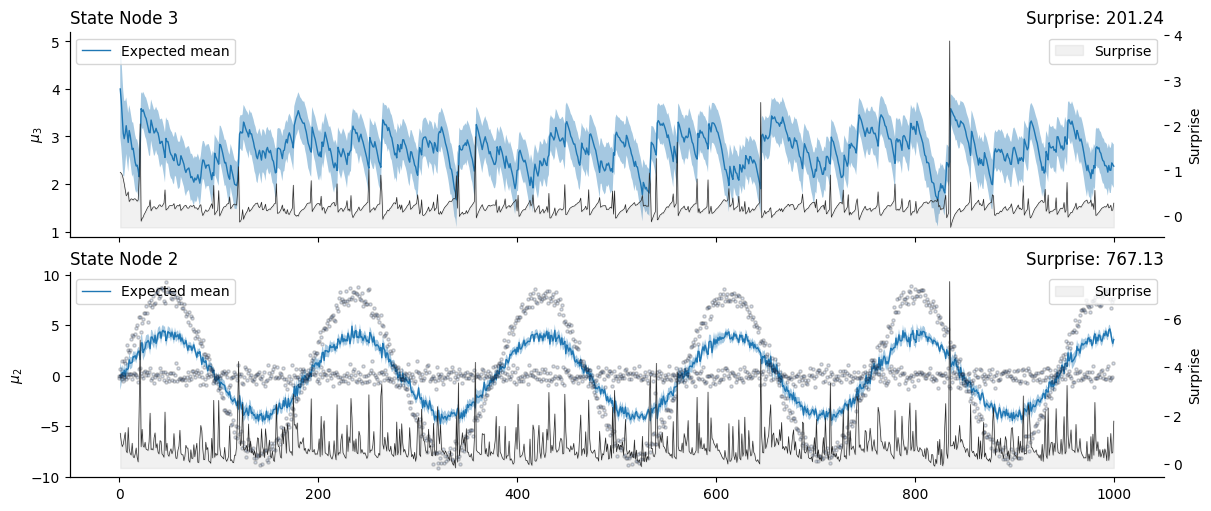 State Node 3
Surprise: 201.24
Expected mean
Surprise
5
4
3
2
1
μ3
4
3
2
1
0
Surprise
State Node 2
Surprise: 767.13
Expected mean
Surprise
10
5
0
−5
−10
μ2
6
4
2
0
Surprise
0
200
400
600
800
1000